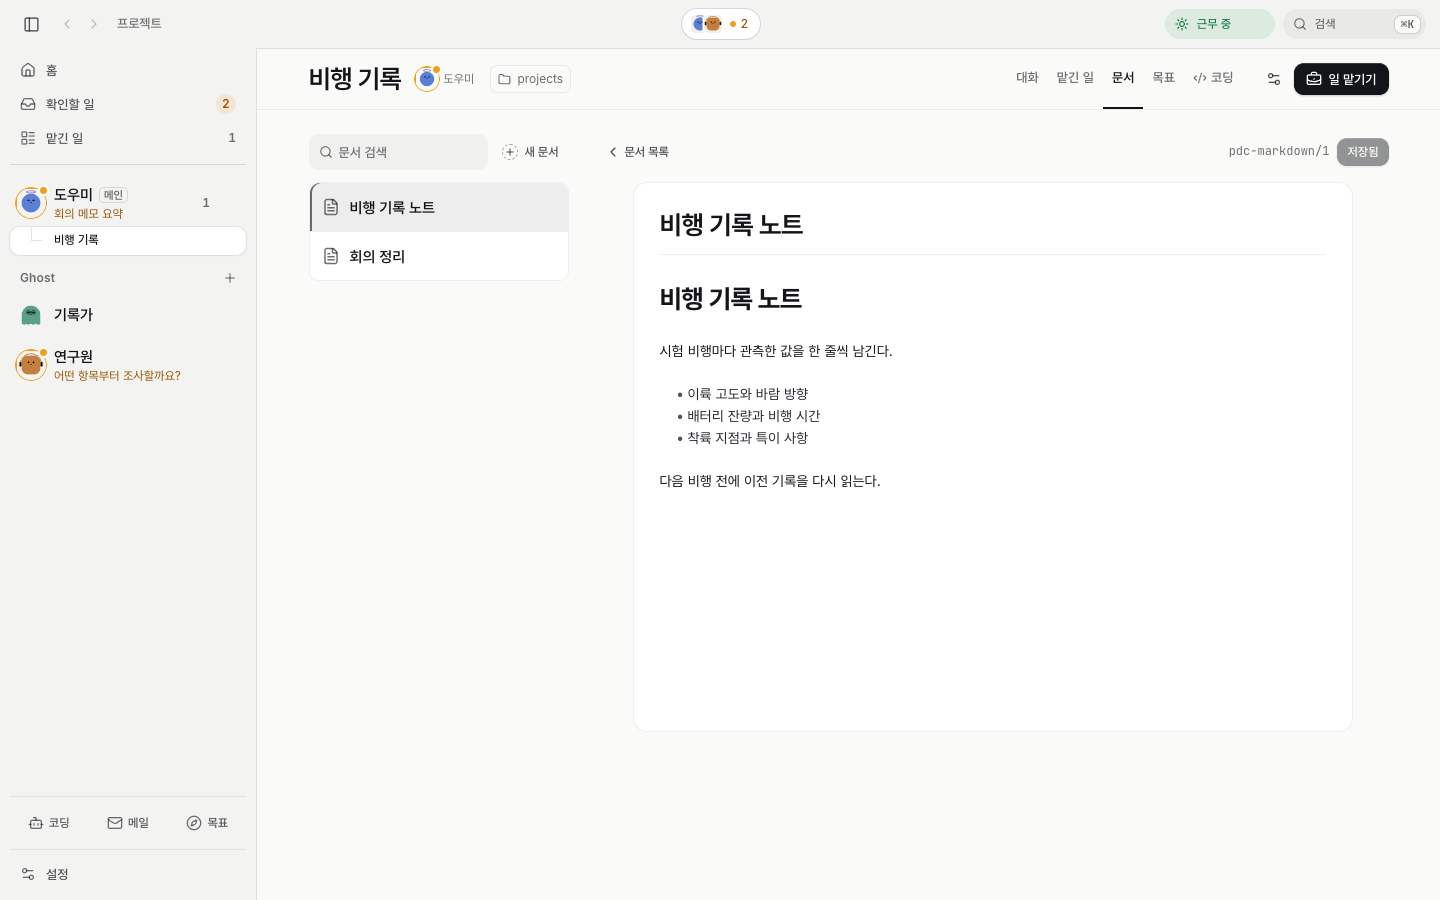 프로젝트
2
근무 중
검색
⌘K
홈
확인할 일
2
맡긴 일
1
도우미
메인
회의 메모 요약
1
비행 기록
Ghost
기록가
연구원
어떤 항목부터 조사할까요?
코딩
메일
목표
설정
비행 기록
도우미
projects
대화
맡긴 일
문서
목표
코딩
일 맡기기
문서 검색
새 문서
비행 기록 노트
회의 정리
문서 목록
pdc-markdown/1
저장됨
비행 기록 노트
비행 기록 노트
시험 비행마다 관측한 값을 한 줄씩 남긴다.
• 이륙 고도와 바람 방향
• 배터리 잔량과 비행 시간
• 착륙 지점과 특이 사항
다음 비행 전에 이전 기록을 다시 읽는다.